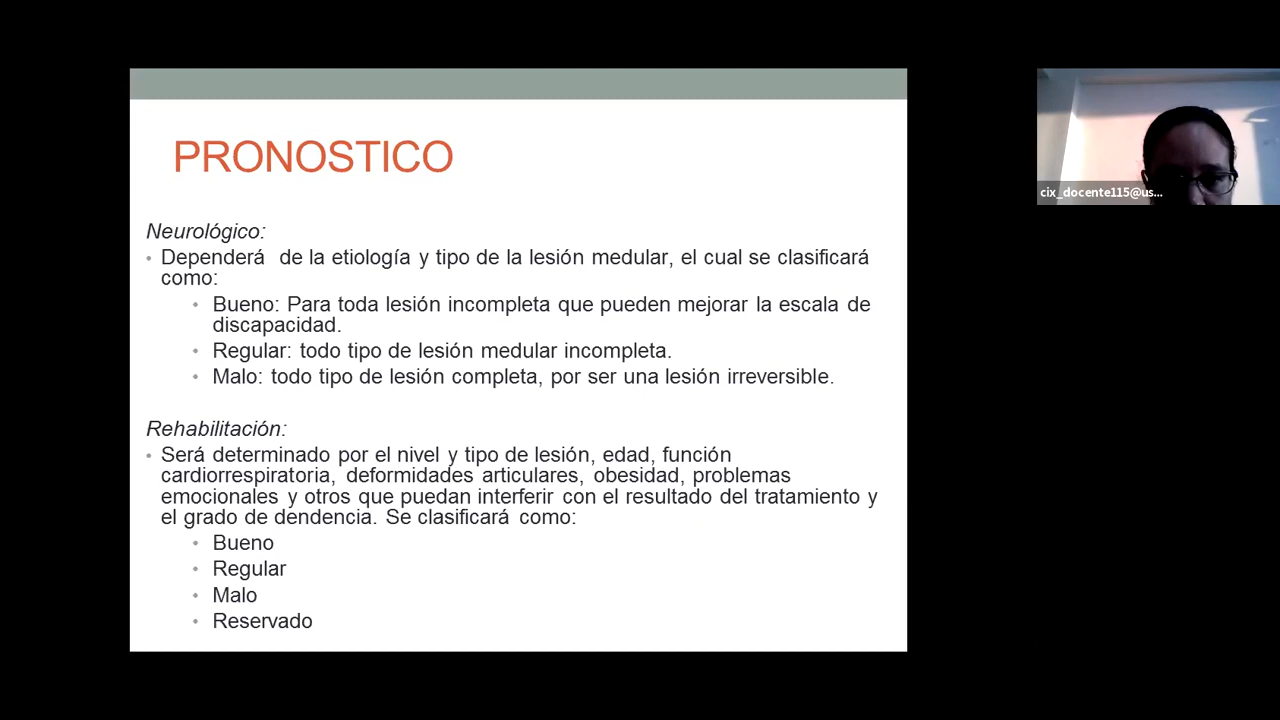 PRONOSTICO
Neurológico:
• Dependerá de la etiología y tipo de la lesión medular, el cual se clasificará
como:
• Bueno: Para toda lesión incompleta que pueden mejorar la escala de
discapacidad.
• Regular: todo tipo de lesión medular incompleta.
• Malo: todo tipo de lesión completa, por ser una lesión irreversible.
Rehabilitación:
• Será determinado por el nivel y tipo de lesión, edad, función
cardiorrespiratoria, deformidades articulares, obesidad, problemas
emocionales y otros que puedan interferir con el resultado del tratamiento y
el grado de dendencia. Se clasificará como:
• Bueno
• Regular
• Malo
• Reservado
cix_docente115@us...